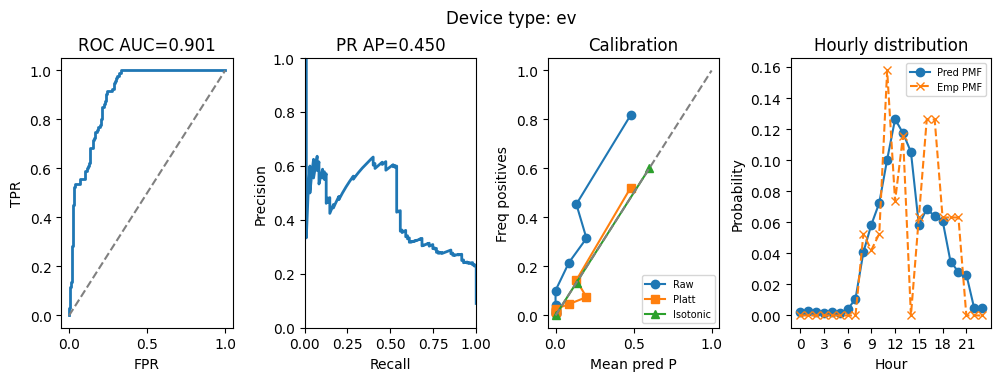 Device type: ev
ROC AUC=0.901
1.0
0.8
0.6
0.4
0.2
0.0
TPR
0.0
0.5
1.0
FPR
PR AP=0.450
1.0
0.8
0.6
0.4
0.2
0.0
Precision
0.00
0.25
0.50
0.75
1.00
Recall
Calibration
1.0
0.8
0.6
0.4
0.2
0.0
Freq positives
Raw
Platt
Isotonic
0.0
0.5
1.0
Mean pred P
Hourly distribution
0.16
0.14
0.12
0.10
0.08
0.06
0.04
0.02
0.00
Probability
Pred PMF
Emp PMF
0
3
6
9
12
15
18
21
Hour